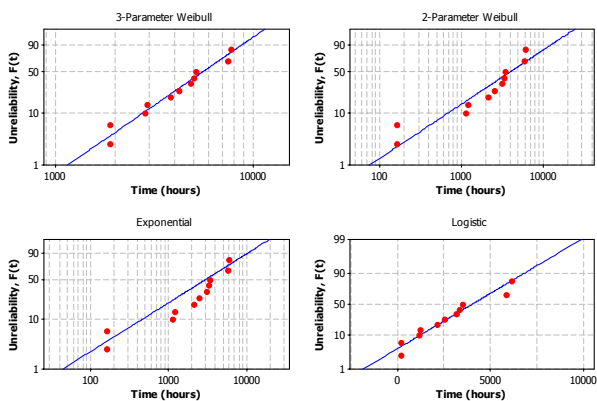 3-Parameter Weibull
Unreliability, F(t)
90
50
10
1
1000
10000
Time (hours)
2-Parameter Weibull
Unreliability, F(t)
90
50
10
1
100
1000
10000
Time (hours)
Exponential
Unreliability, F(t)
90
50
10
1
100
1000
10000
Time (hours)
Logistic
Unreliability, F(t)
99
90
50
10
1
0
5000
10000
Time (hours)